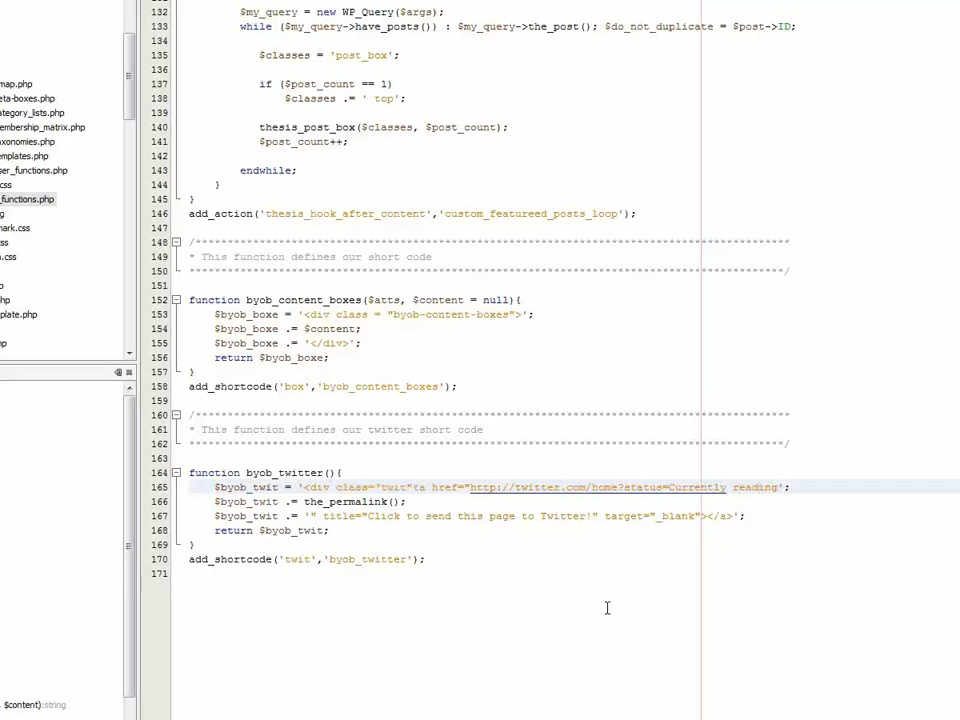 132 $my_query = new WP_Query($args);
133 while ($my_query->have_posts()) : $my_query->the_post(); $do_not_duplicate = $post->ID;
134
135 $classes = 'post_box';
136
137 if ($post_count == 1)
138 $classes .= ' top';
139
140 thesis_post_box($classes, $post_count);
141 $post_count++;
142
143 endwhile;
144 }
145 }
146 add_action('thesis_hook_after_content','custom_featureed_posts_loop');
147
148 /*******************************************************************************************
149 * This function defines our short code
150 *******************************************************************************************/
151
152 function byob_content_boxes($atts, $content = null){
153 $byob_boxe = '<div class = "byob-content-boxes">';
154 $byob_boxe .= $content;
155 $byob_boxe .= '</div>';
156 return $byob_boxe;
157 }
158 add_shortcode('box','byob_content_boxes');
159
160 /*******************************************************************************************
161 * This function defines our twitter short code
162 *******************************************************************************************/
163
164 function byob_twitter(){
165 $byob_twit = '<div class="twit"<a href="http://twitter.com/home?status=Currently reading';
166 $byob_twit .= the_permalink();
167 $byob_twit .= '" title="Click to send this page to Twitter!" target="_blank"></a>';
168 return $byob_twit;
169 }
170 add_shortcode('twit','byob_twitter');
171
map.php
eta-boxes.php
ategory_lists.php
embership_matrix.php
axonomies.php
emplates.php
ser_functions.php
css
_functions.php
g
mark.css
ss
n.css
p
hp
plate.php
p
, $content):string